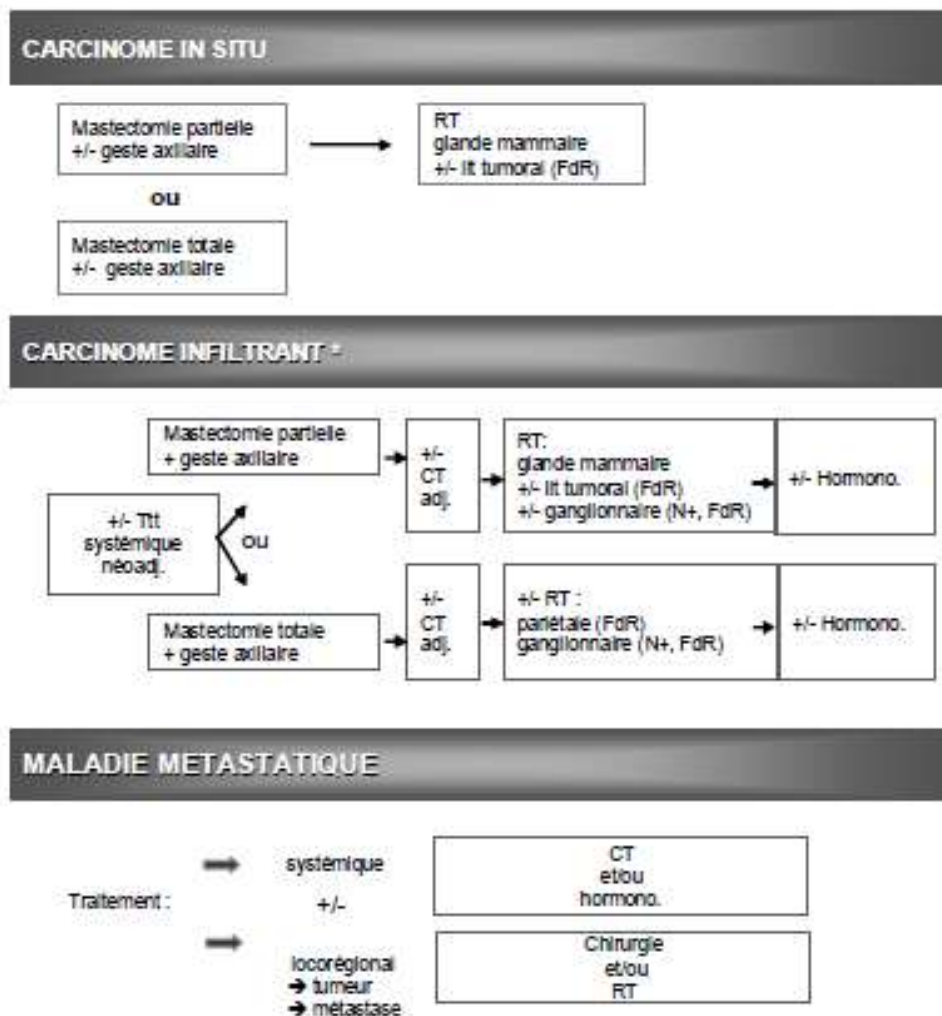 CARCINOME IN SITU
Mastectomie partielle
+/- geste axillaire
RT
glande mammaire
+/- lit tumoral (FdR)
ou
Mastectomie totale
+/- geste axillaire
CARCINOME INFILTRANT *
+/- Ttt
systémique
néoadj.
ou
Mastectomie partielle
+ geste axillaire
+/-
CT
adj.
RT:
glande mammaire
+/- lit tumoral (FdR)
+/- ganglionnaire (N+, FdR)
+/- Hormono.
Mastectomie totale
+ geste axillaire
+/-
CT
adj.
+/- RT :
pariétale (FdR)
ganglionnaire (N+, FdR)
+/- Hormono.
MALADIE METASTATIQUE
Traitement :
systémique
+/-
locorégional
➔ tumeur
➔ métastase
CT
et/ou
hormono.
Chirurgie
et/ou
RT